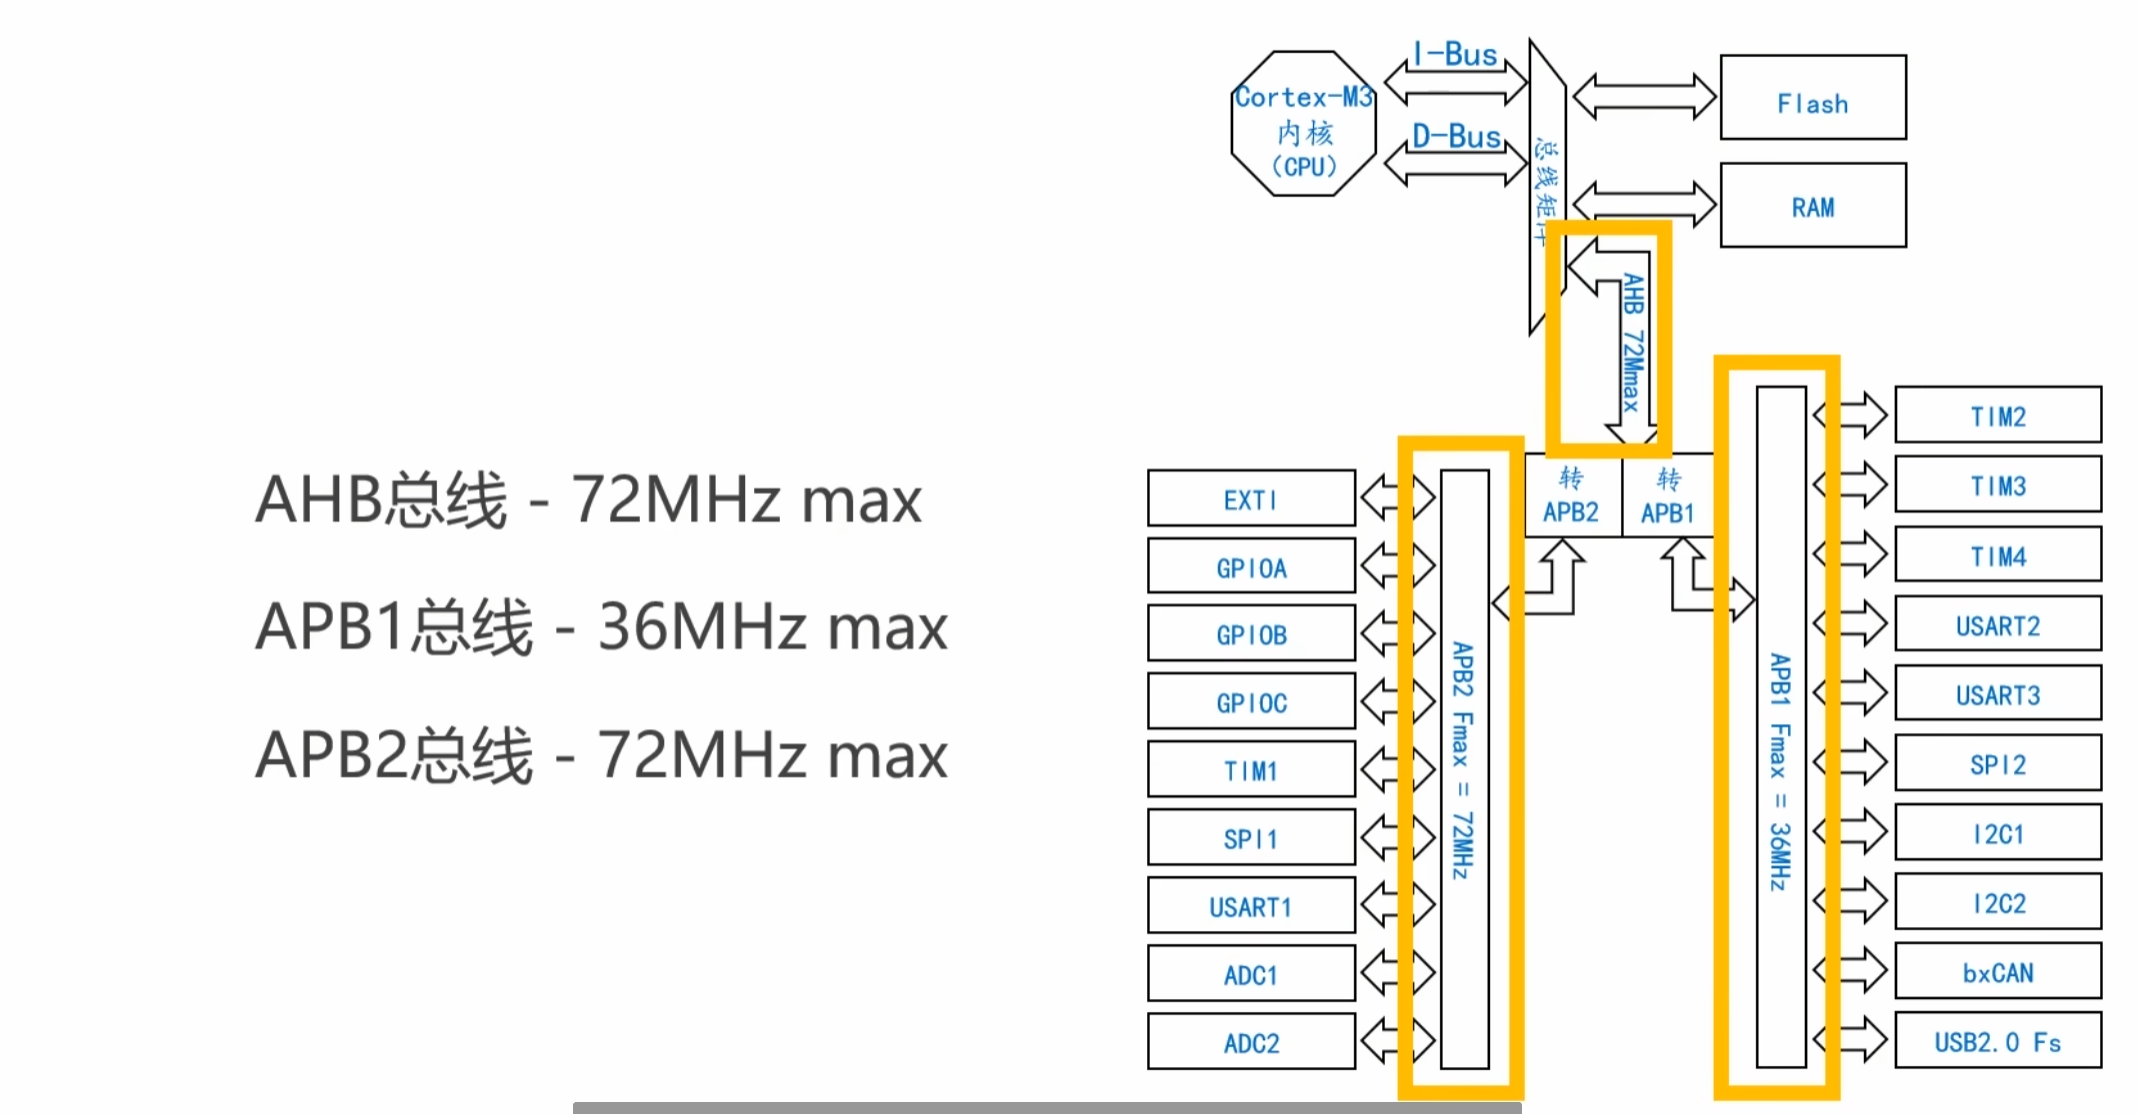 AHB总线 - 72MHz max
APB1总线 - 36MHz max
APB2总线 - 72MHz max
Cortex-M3
内核
(CPU)
I-Bus
D-Bus
总线矩
Flash
RAM
AHB 72Mmax
转
APB2
转
APB1
EXTI
GPIOA
GPIOB
GPIOC
TIM1
SPI1
USART1
ADC1
ADC2
APB2 Fmax = 72MHz
APB1 Fmax = 36MHz
TIM2
TIM3
TIM4
USART2
USART3
SPI2
I2C1
I2C2
bxCAN
USB2.0 Fs